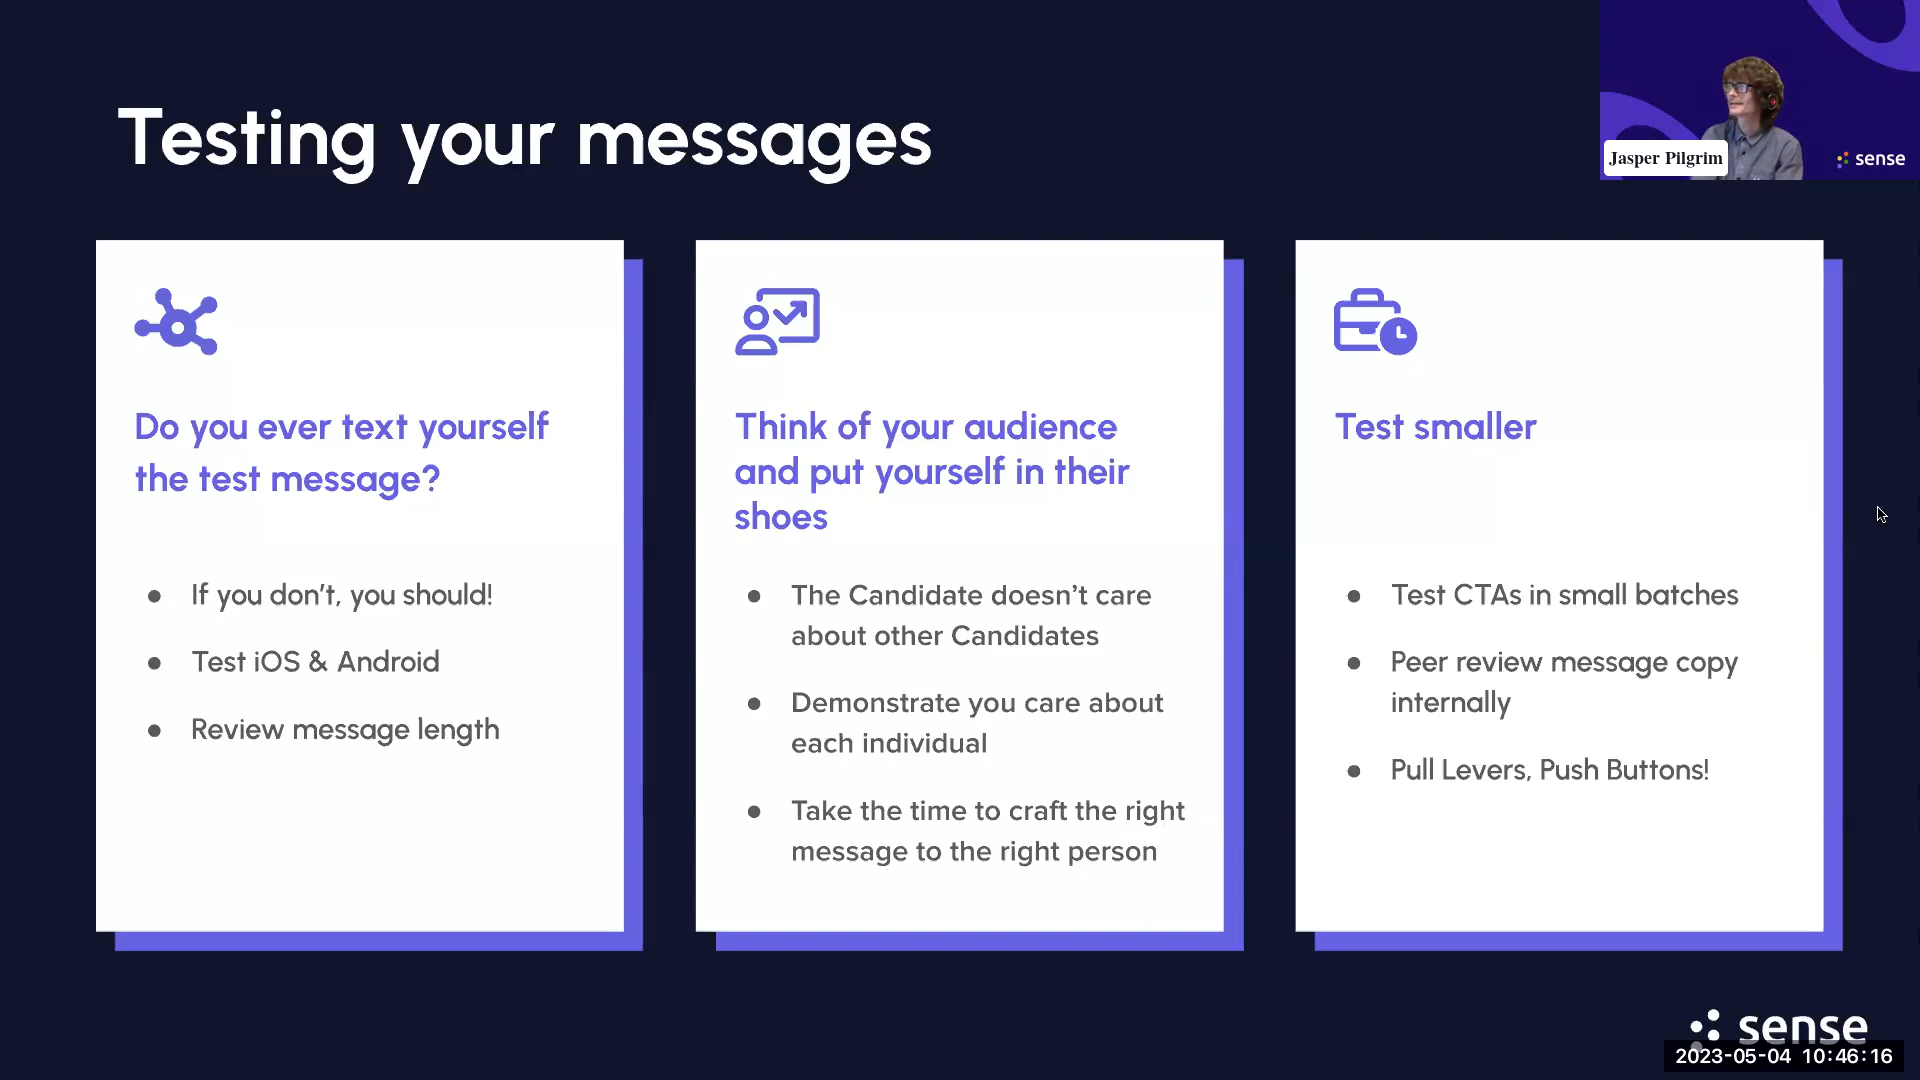 Testing your messages
Jasper Pilgrim
sense
Do you ever text yourself
the test message?
● If you don’t, you should!
● Test iOS & Android
● Review message length
Think of your audience
and put yourself in their
shoes
● The Candidate doesn’t care
about other Candidates
● Demonstrate you care about
each individual
● Take the time to craft the right
message to the right person
Test smaller
● Test CTAs in small batches
● Peer review message copy
internally
● Pull Levers, Push Buttons!
sense
2023-05-04 10:46:16